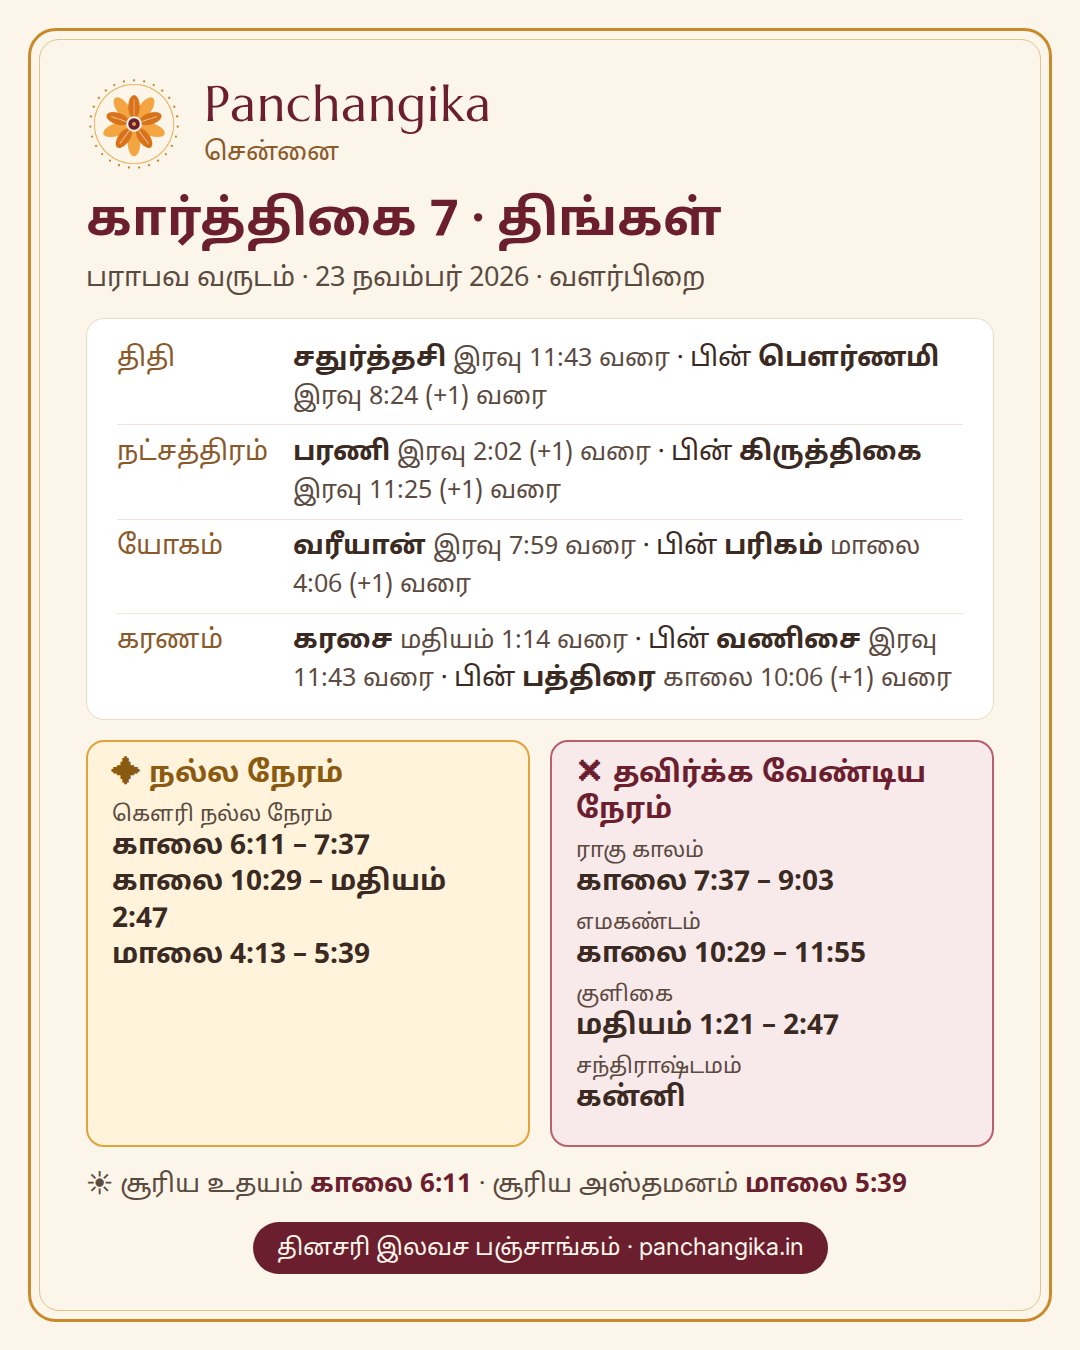 Panchangika
சென்னை
கார்த்திகை 7 · திங்கள்
பராபவ வருடம் · 23 நவம்பர் 2026 · வளர்பிறை
திதி
சதுர்த்தசி இரவு 11:43 வரை · பின் பௌர்ணமி
இரவு 8:24 (+1) வரை
நட்சத்திரம்
பரணி இரவு 2:02 (+1) வரை · பின் கிருத்திகை
இரவு 11:25 (+1) வரை
யோகம்
வரீயான் இரவு 7:59 வரை · பின் பரிகம் மாலை
4:06 (+1) வரை
கரணம்
கரசை மதியம் 1:14 வரை · பின் வணிசை இரவு
11:43 வரை · பின் பத்திரை காலை 10:06 (+1) வரை
✦ நல்ல நேரம்
கௌரி நல்ல நேரம்
காலை 6:11 – 7:37
காலை 10:29 – மதியம்
2:47
மாலை 4:13 – 5:39
✕ தவிர்க்க வேண்டிய
நேரம்
ராகு காலம்
காலை 7:37 – 9:03
எமகண்டம்
காலை 10:29 – 11:55
குளிகை
மதியம் 1:21 – 2:47
சந்திராஷ்டமம்
கன்னி
☀ சூரிய உதயம் காலை 6:11 · சூரிய அஸ்தமனம் மாலை 5:39
தினசரி இலவச பஞ்சாங்கம் · panchangika.in